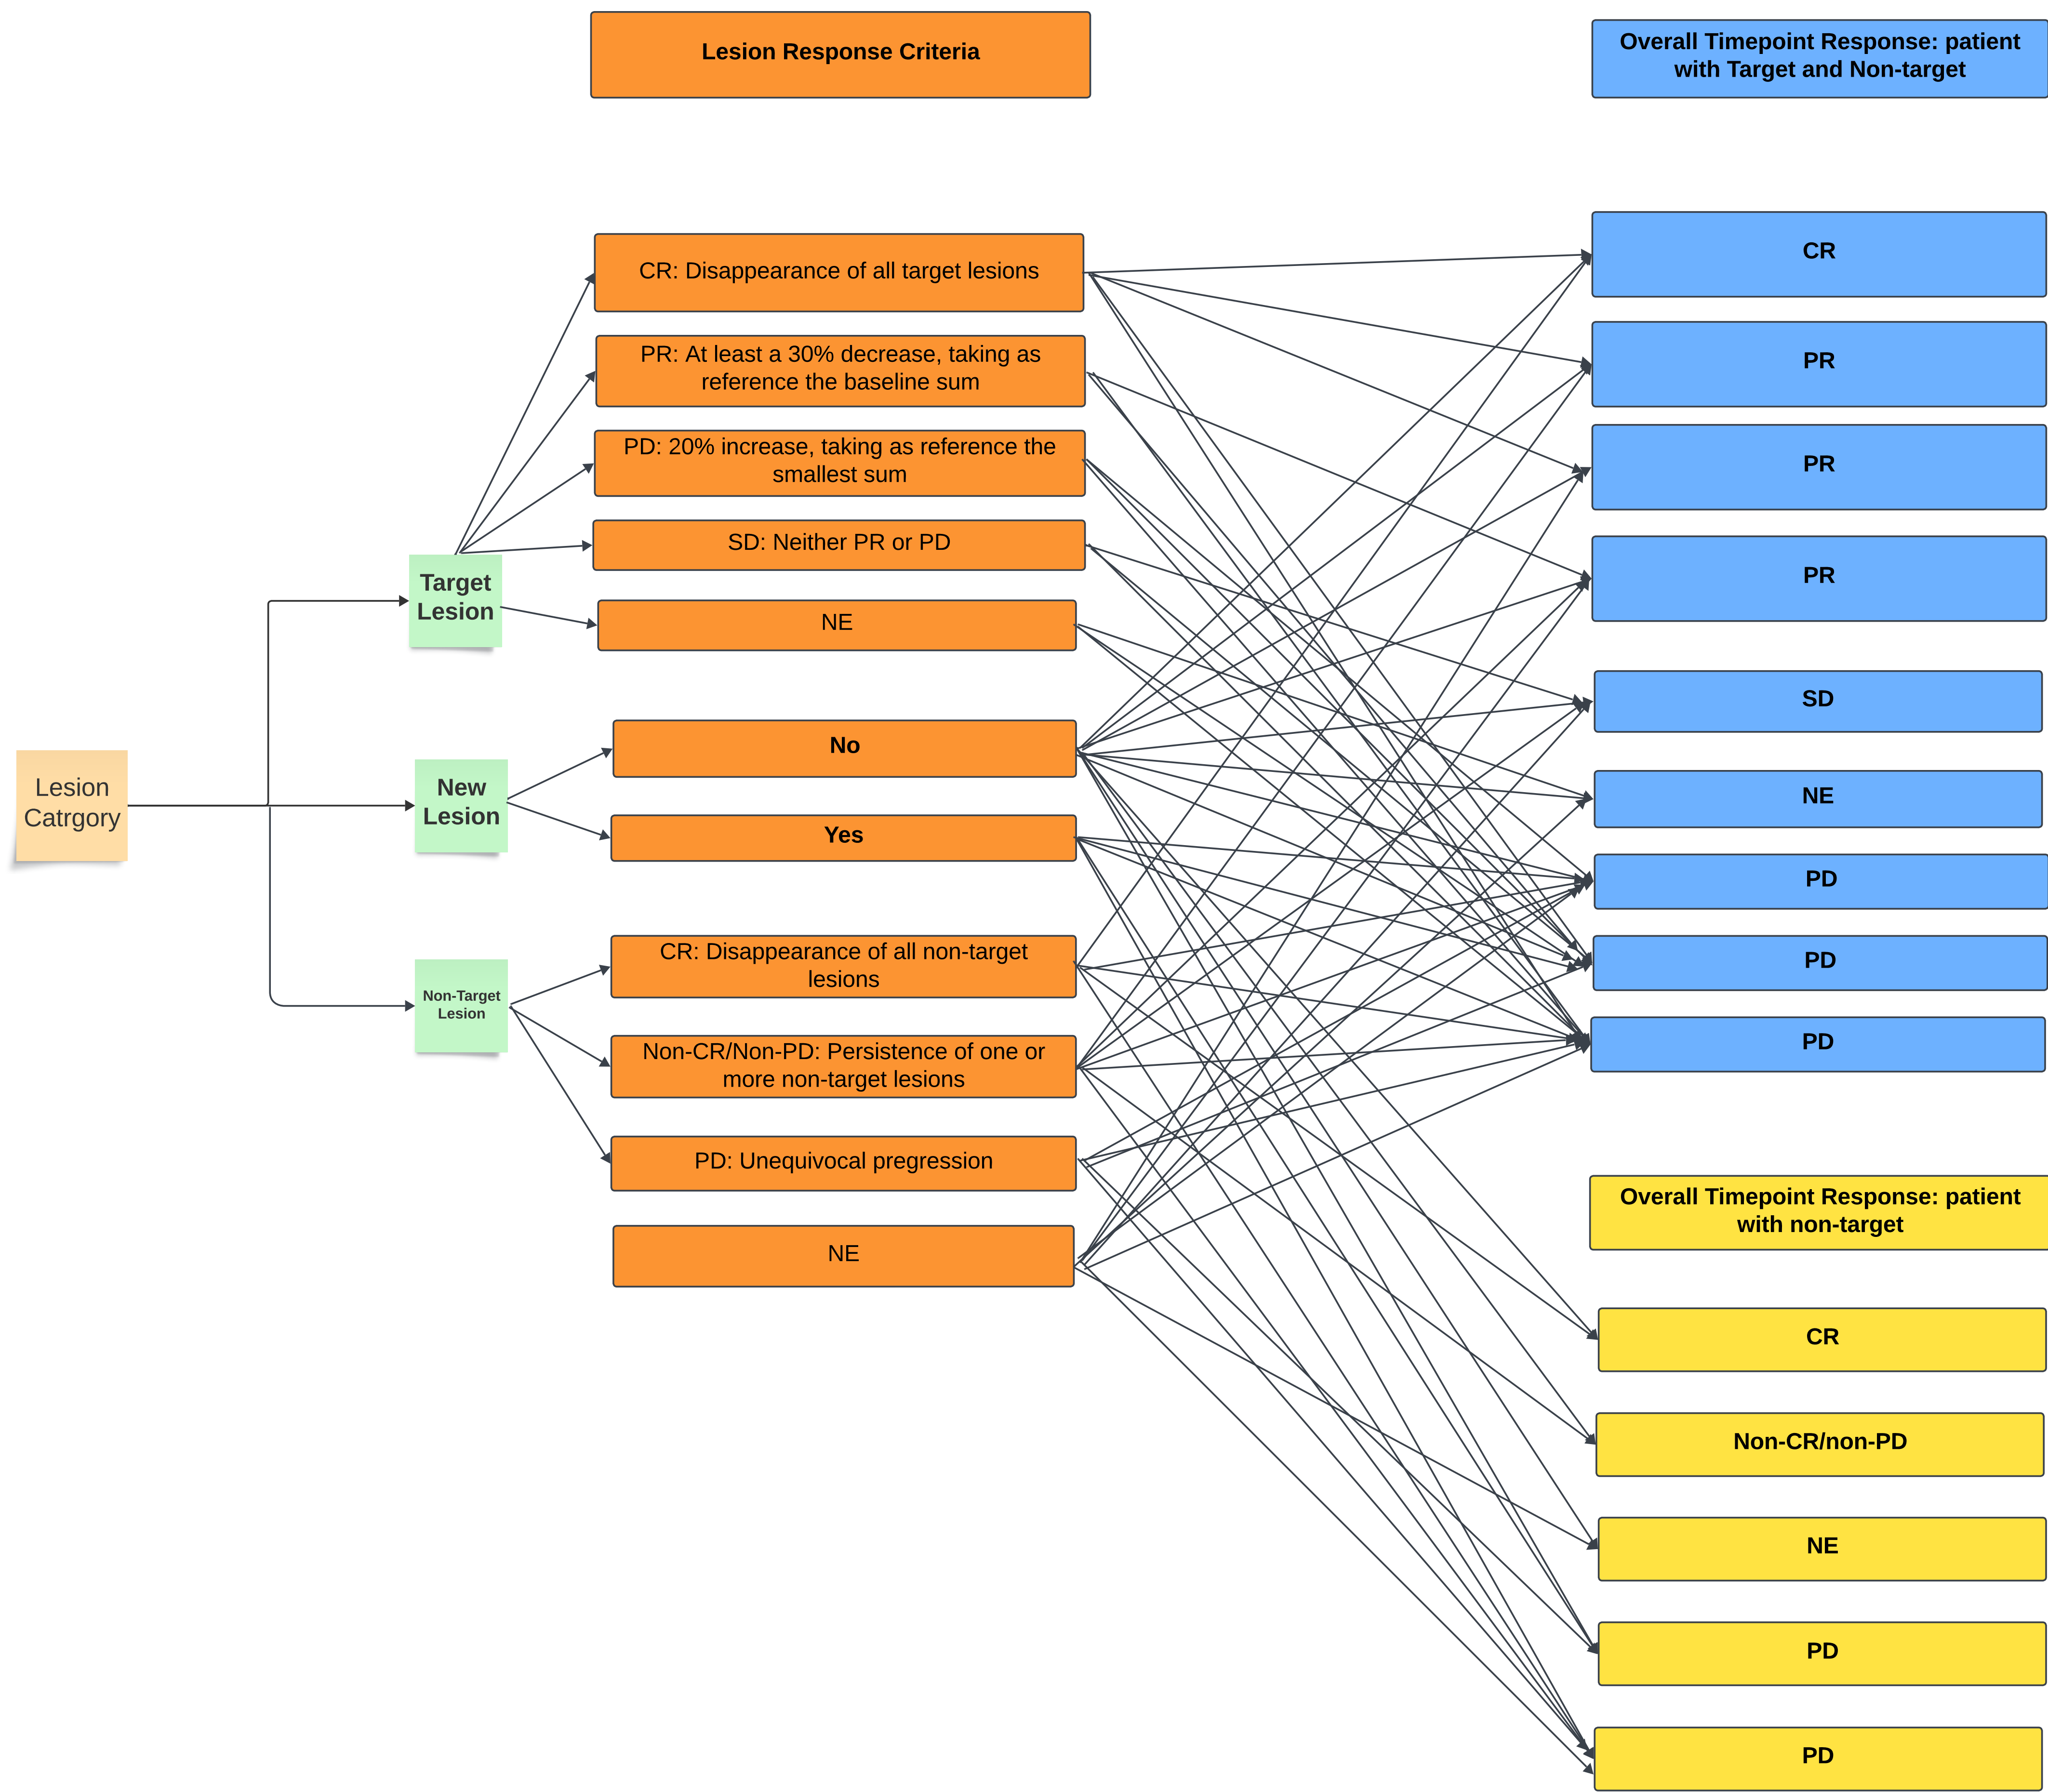 Lesion Response Criteria
Overall Timepoint Response: patient
with Target and Non-target
CR: Disappearance of all target lesions
PR: At least a 30% decrease, taking as
reference the baseline sum
PD: 20% increase, taking as reference the
smallest sum
SD: Neither PR or PD
NE
Target
Lesion
No
Yes
New
Lesion
Lesion
Catrgory
CR: Disappearance of all non-target
lesions
Non-CR/Non-PD: Persistence of one or
more non-target lesions
PD: Unequivocal pregression
NE
Non-Target
Lesion
CR
PR
PR
PR
SD
NE
PD
PD
PD
Overall Timepoint Response: patient
with non-target
CR
Non-CR/non-PD
NE
PD
PD